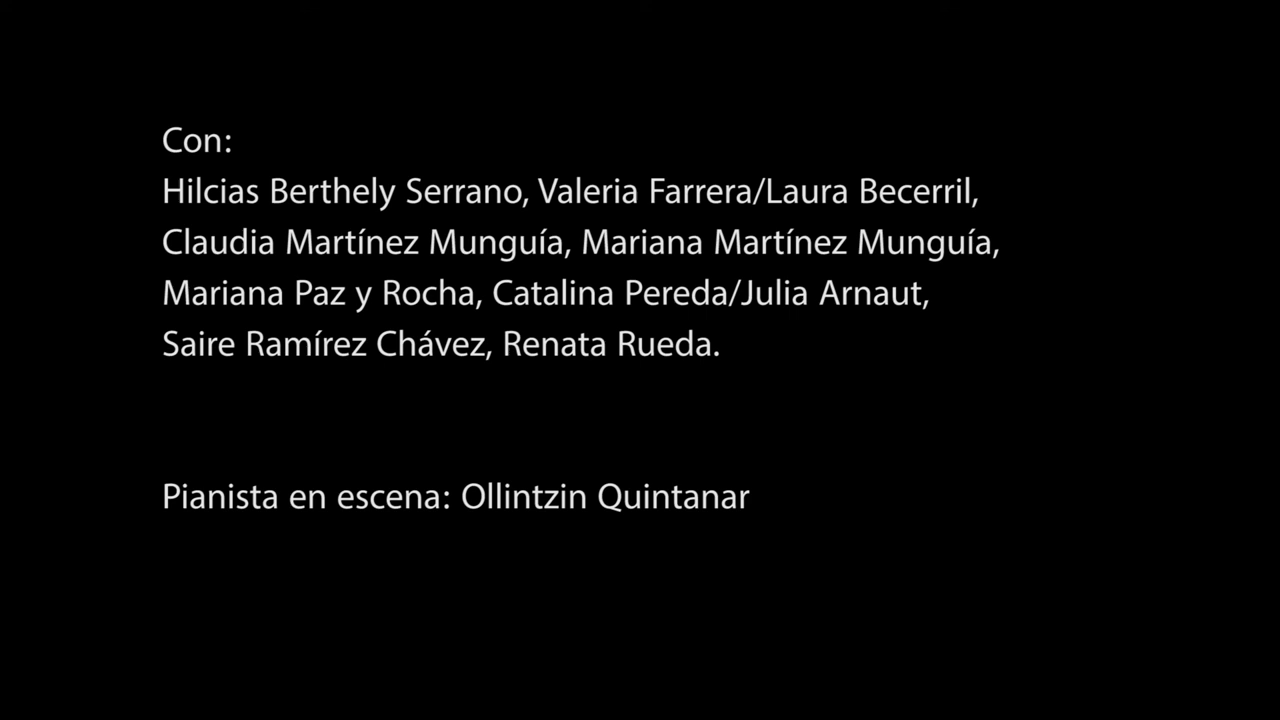 Con:
Hilcias Berthely Serrano, Valeria Farrera/Laura Becerril,
Claudia Martínez Munguía, Mariana Martínez Munguía,
Mariana Paz y Rocha, Catalina Pereda/Julia Arnaut,
Saire Ramírez Chávez, Renata Rueda.
Pianista en escena: Ollintzin Quintanar